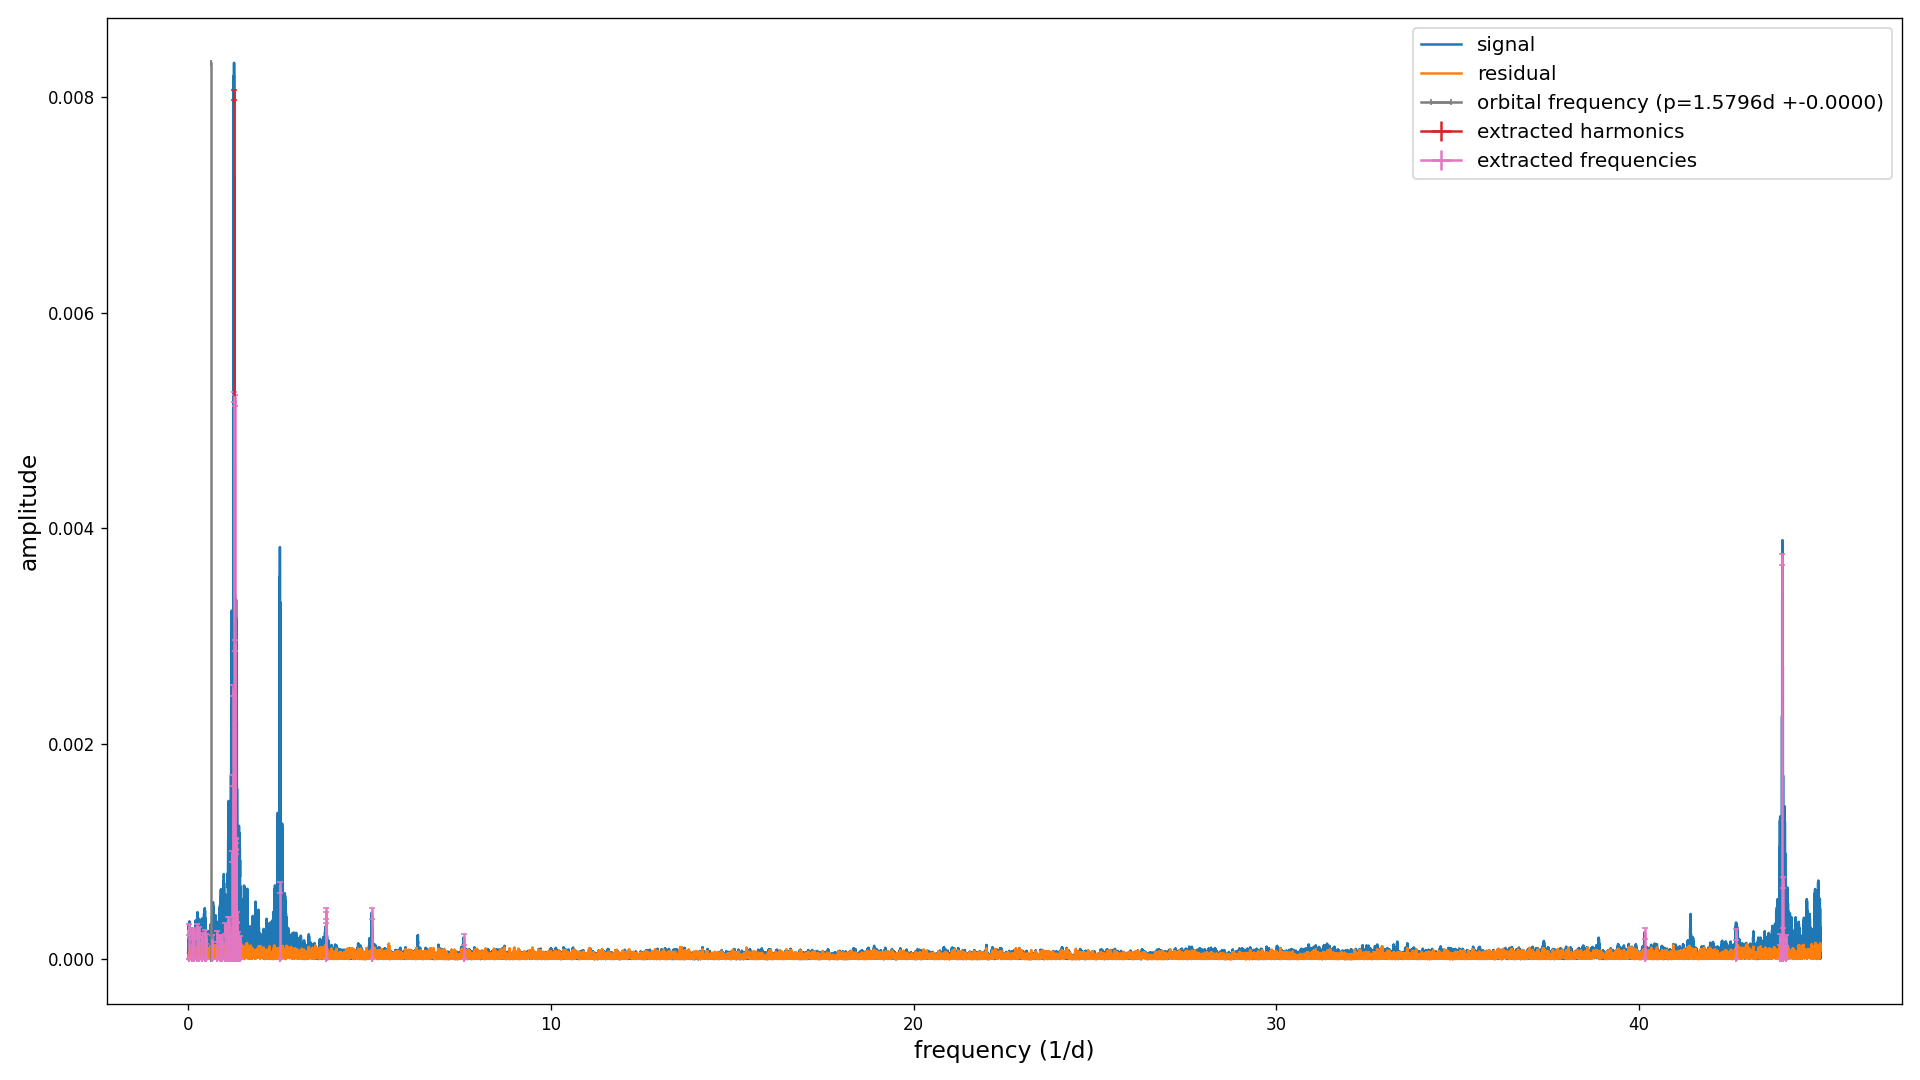 signal
residual
orbital frequency (p=1.5796d +-0.0000)
extracted harmonics
extracted frequencies
amplitude
0.008
0.006
0.004
0.002
0.000
0 10 20 30 40
frequency (1/d)